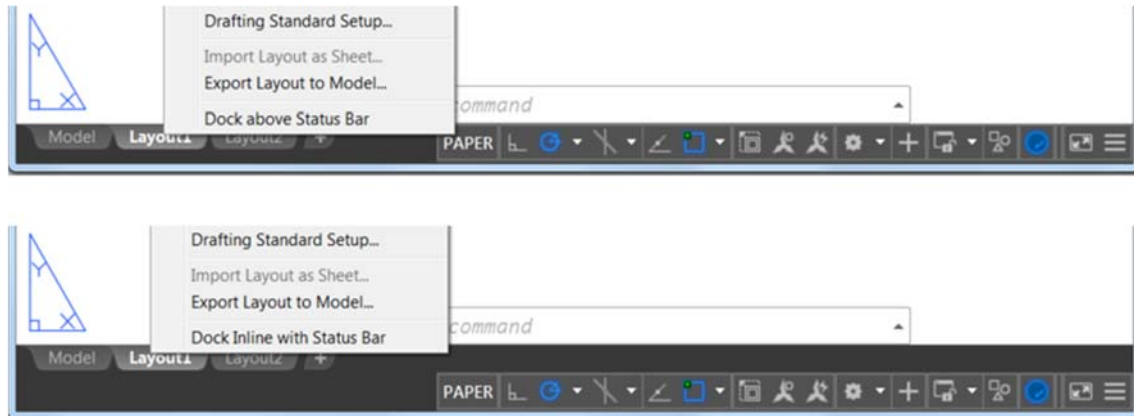 Drafting Standard Setup...
Import Layout as Sheet...
Export Layout to Model...
Dock above Status Bar
command
Model Layout1 Layout2 +
PAPER
Y
X
Drafting Standard Setup...
Import Layout as Sheet...
Export Layout to Model...
Dock Inline with Status Bar
command
Model Layout1 Layout2 +
PAPER
Y
X